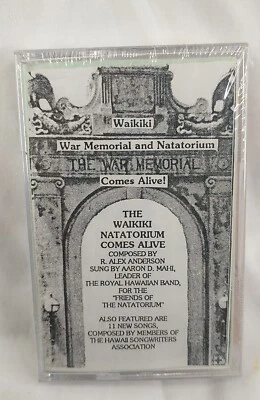 Waikiki
War Memorial and Natatorium
THE WAR MEMORIAL
Comes Alive!
THE
WAIKIKI
NATATORIUM
COMES ALIVE
COMPOSED BY
R. ALEX ANDERSON
SUNG BY AARON D. MAHI,
LEADER OF
THE ROYAL HAWAIIAN BAND,
FOR THE
"FRIENDS OF
THE NATATORIUM"
ALSO FEATURED ARE
11 NEW SONGS,
COMPOSED BY MEMBERS OF
THE HAWAII SONGWRITERS
ASSOCIATION